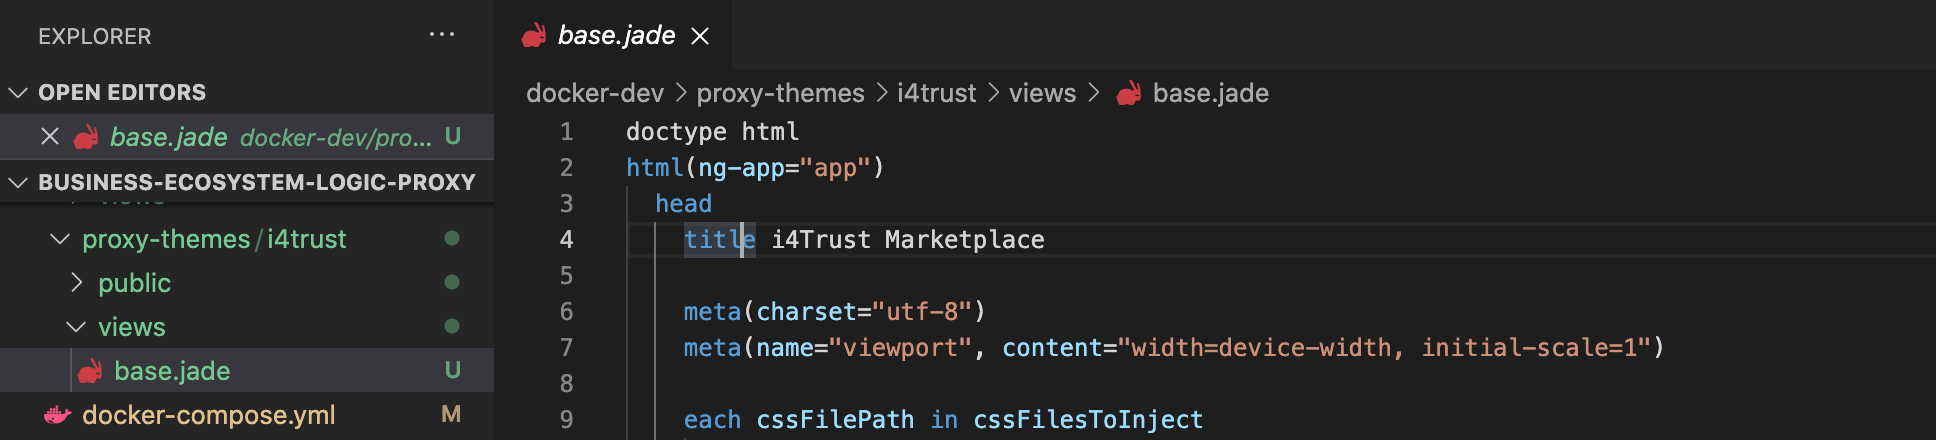 EXPLORER ...
OPEN EDITORS
base.jade docker-dev/pro... U
BUSINESS-ECOSYSTEM-LOGIC-PROXY
proxy-themes/i4trust
public
views
base.jade U
docker-compose.yml M
base.jade
docker-dev > proxy-themes > i4trust > views > base.jade
1 doctype html
2 html(ng-app="app")
3 head
4 title i4Trust Marketplace
5
6 meta(charset="utf-8")
7 meta(name="viewport", content="width=device-width, initial-scale=1")
8
9 each cssFilePath in cssFilesToInject